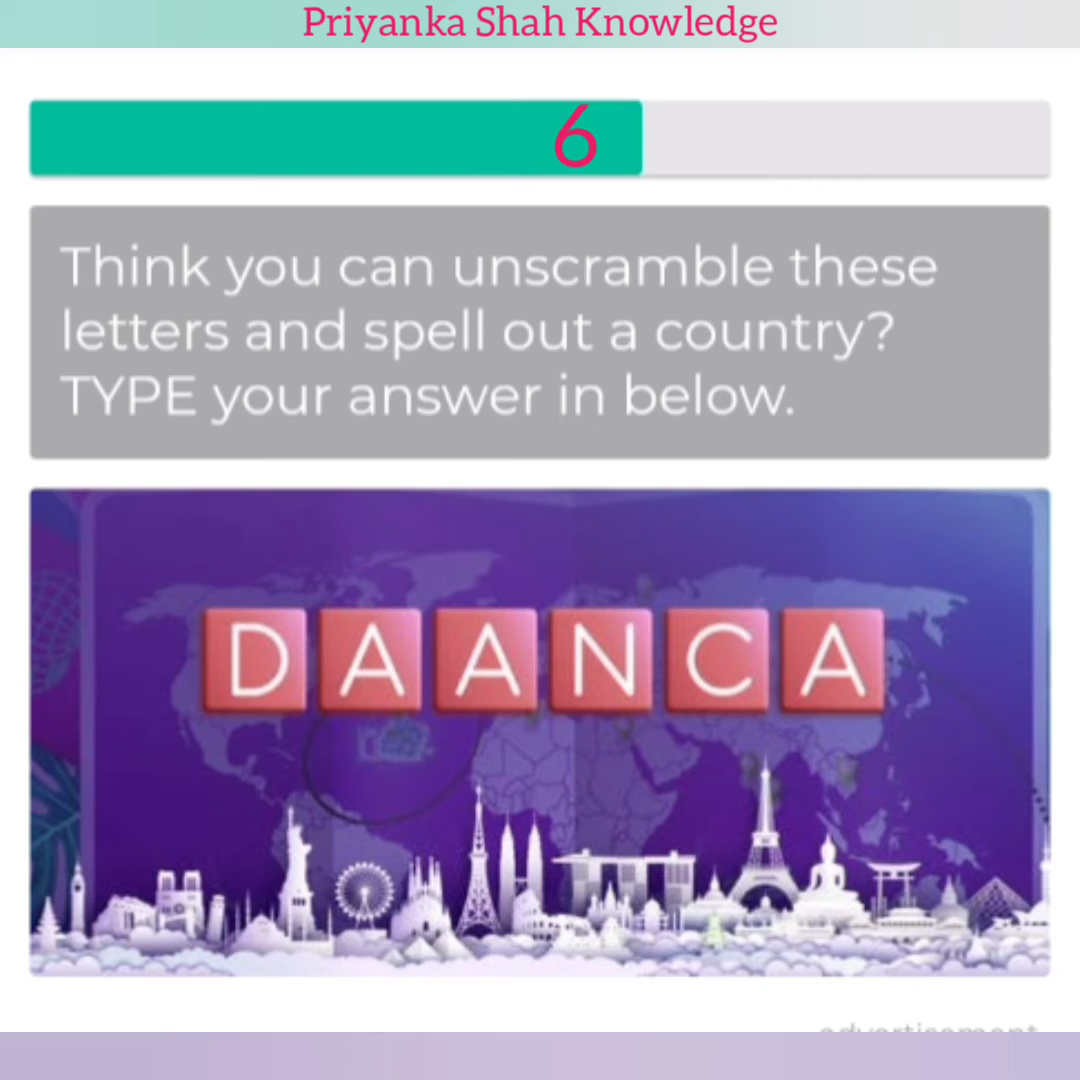 Priyanka Shah Knowledge
6
Think you can unscramble these
letters and spell out a country?
TYPE your answer in below.
DAANCA
advertisement